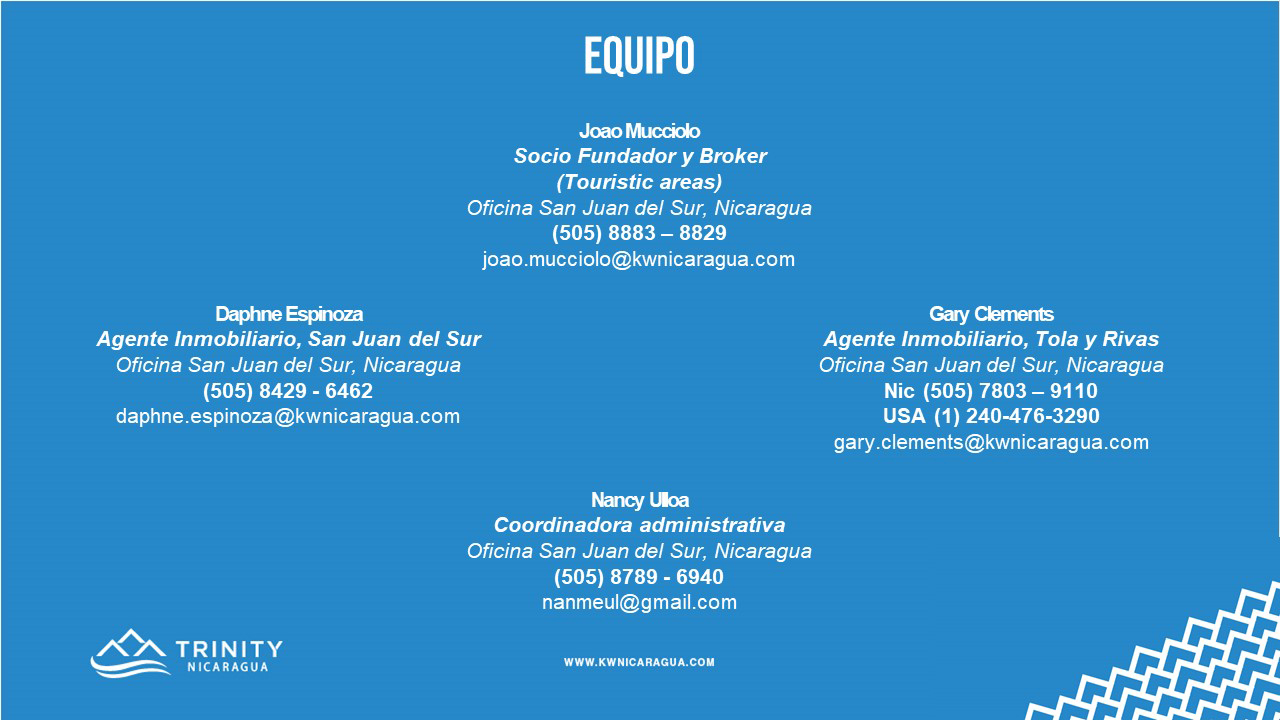 EQUIPO
Joao Mucciolo
Socio Fundador y Broker
(Touristic areas)
Oficina San Juan del Sur, Nicaragua
(505) 8883 – 8829
joao.mucciolo@kwnicaragua.com
Daphne Espinoza
Agente Inmobiliario, San Juan del Sur
Oficina San Juan del Sur, Nicaragua
(505) 8429 - 6462
daphne.espinoza@kwnicaragua.com
Gary Clements
Agente Inmobiliario, Tola y Rivas
Oficina San Juan del Sur, Nicaragua
Nic (505) 7803 – 9110
USA (1) 240-476-3290
gary.clements@kwnicaragua.com
Nancy Ulloa
Coordinadora administrativa
Oficina San Juan del Sur, Nicaragua
(505) 8789 - 6940
nanmeul@gmail.com
TRINITY
NICARAGUA
WWW.KWNICARAGUA.COM